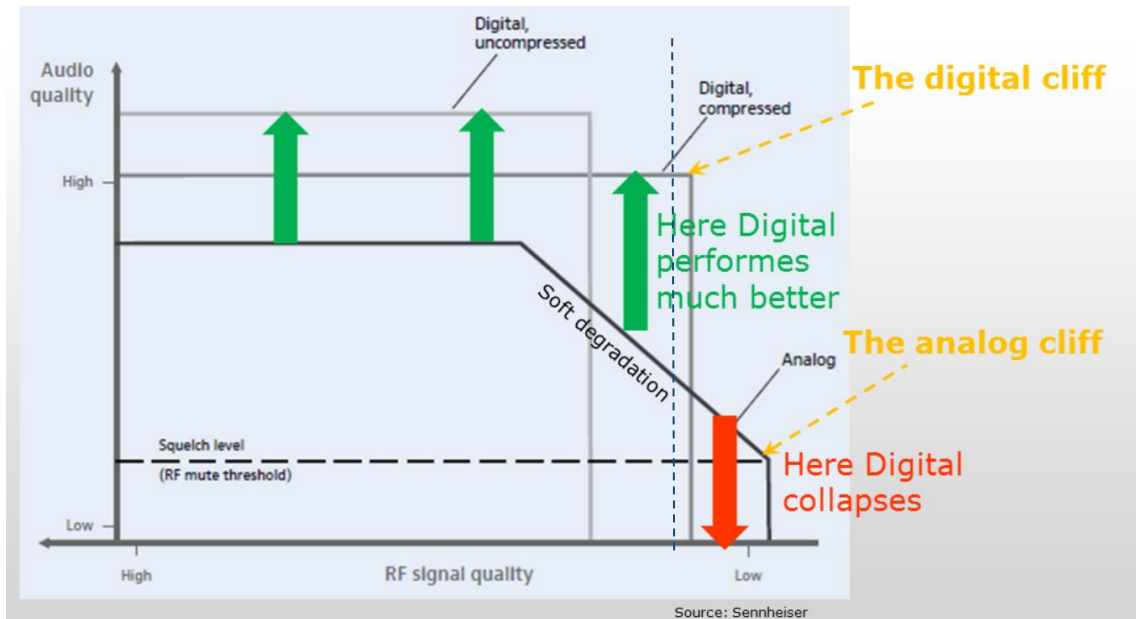 Digital,
uncompressed
Audio
quality
The digital cliff
Digital,
compressed
High
Here Digital
performes
much better
Soft degradation
The analog cliff
Analog
Squelch level
(RF mute threshold)
Here Digital
collapses
Low
High
RF signal quality
Low
Source: Sennheiser